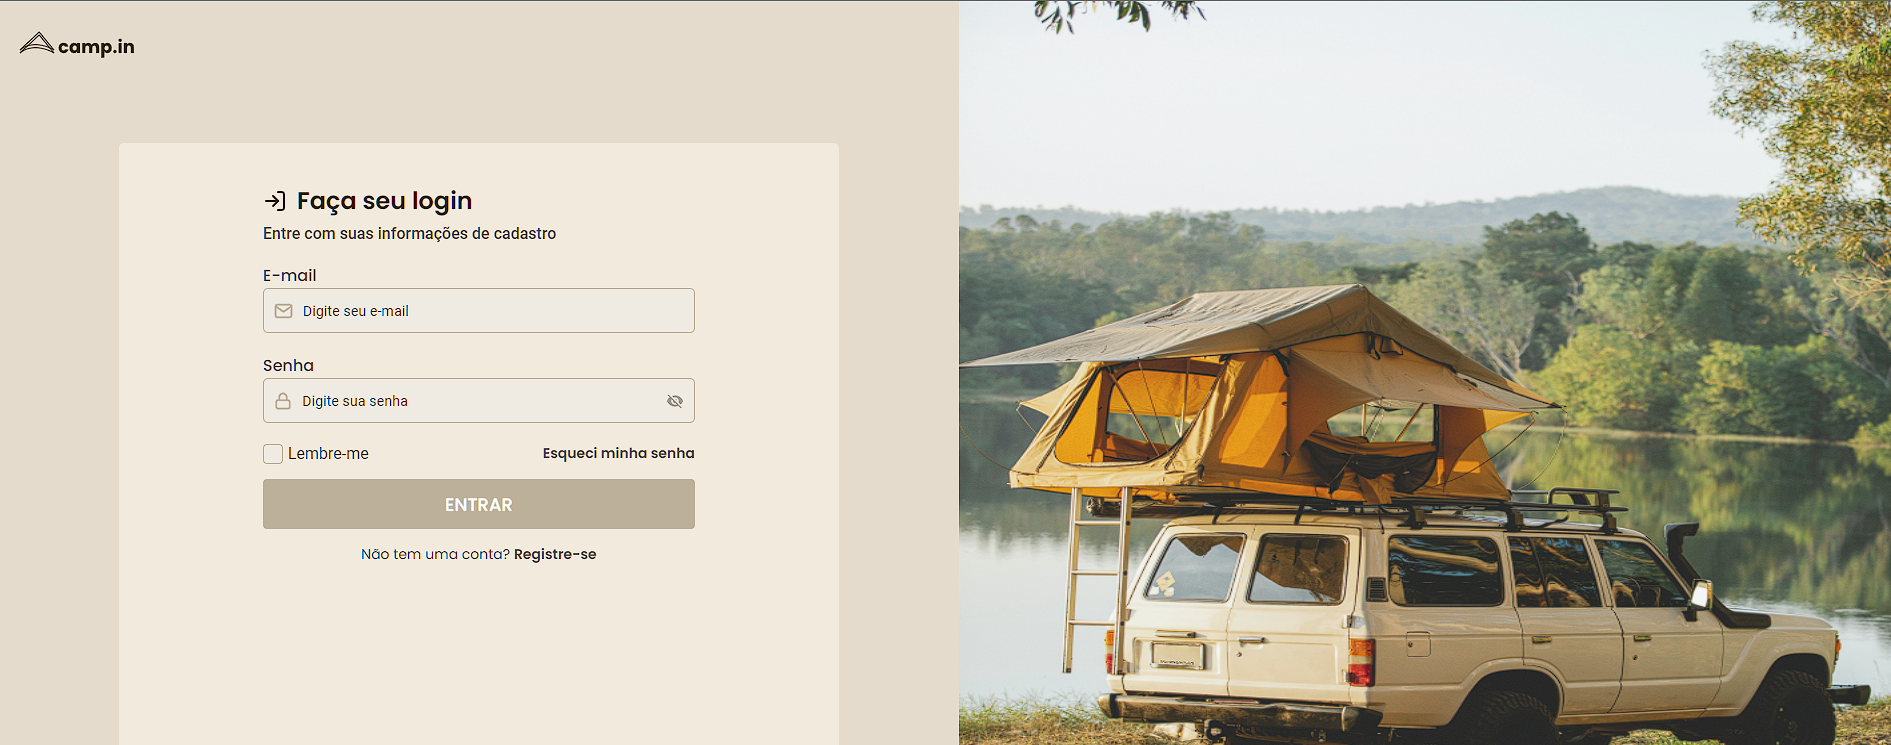 camp.in
Faça seu login
Entre com suas informações de cadastro
E-mail
Digite seu e-mail
Senha
Digite sua senha
Lembre-me
Esqueci minha senha
ENTRAR
Não tem uma conta? Registre-se